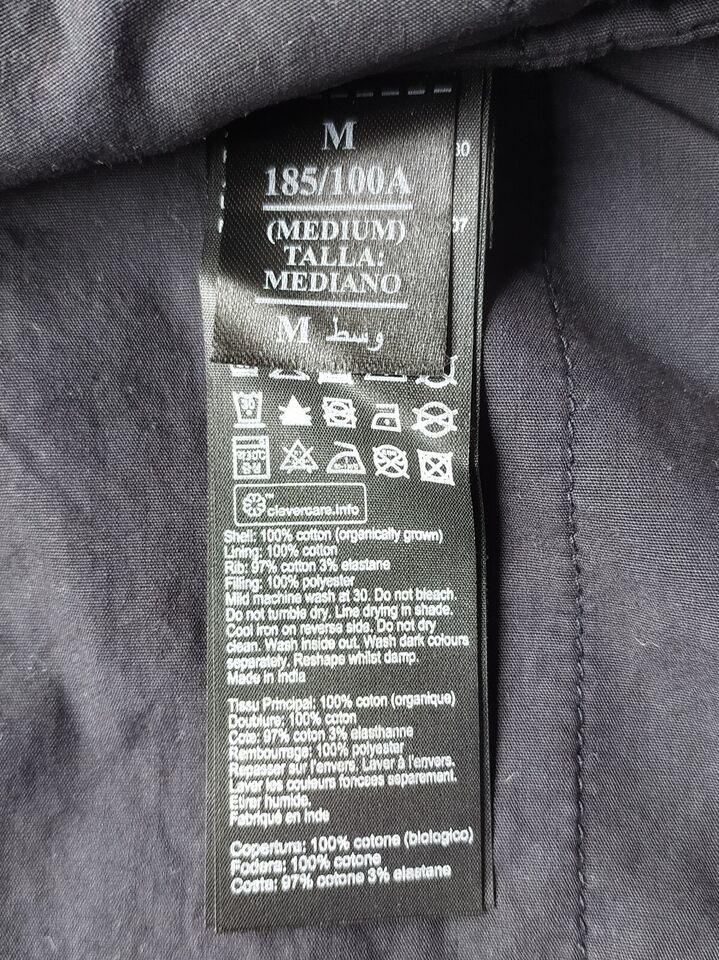 M
185/100A
(MEDIUM)
TALLA:
MEDIANO
M وسط
30
clevercare.info
Shell: 100% cotton (organically grown)
Lining: 100% cotton
Rib: 97% cotton 3% elastane
Filling: 100% polyester
Mild machine wash at 30. Do not bleach.
Do not tumble dry. Line drying in shade.
Cool iron on reverse side. Do not dry
clean. Wash inside out. Wash dark colours
separately. Reshape whilst damp.
Made in India
Tissu Principal: 100% coton (organique)
Doublure: 100% coton
Cote: 97% coton 3% elasthanne
Rembourrage: 100% polyester
Repasser sur l'envers. Laver à l'envers.
Laver les couleurs foncées separement.
Etirer humide.
Fabriqué en Inde
Copertura: 100% cotone (biologico)
Fodera: 100% cotone
Costa: 97% cotone 3% elastane